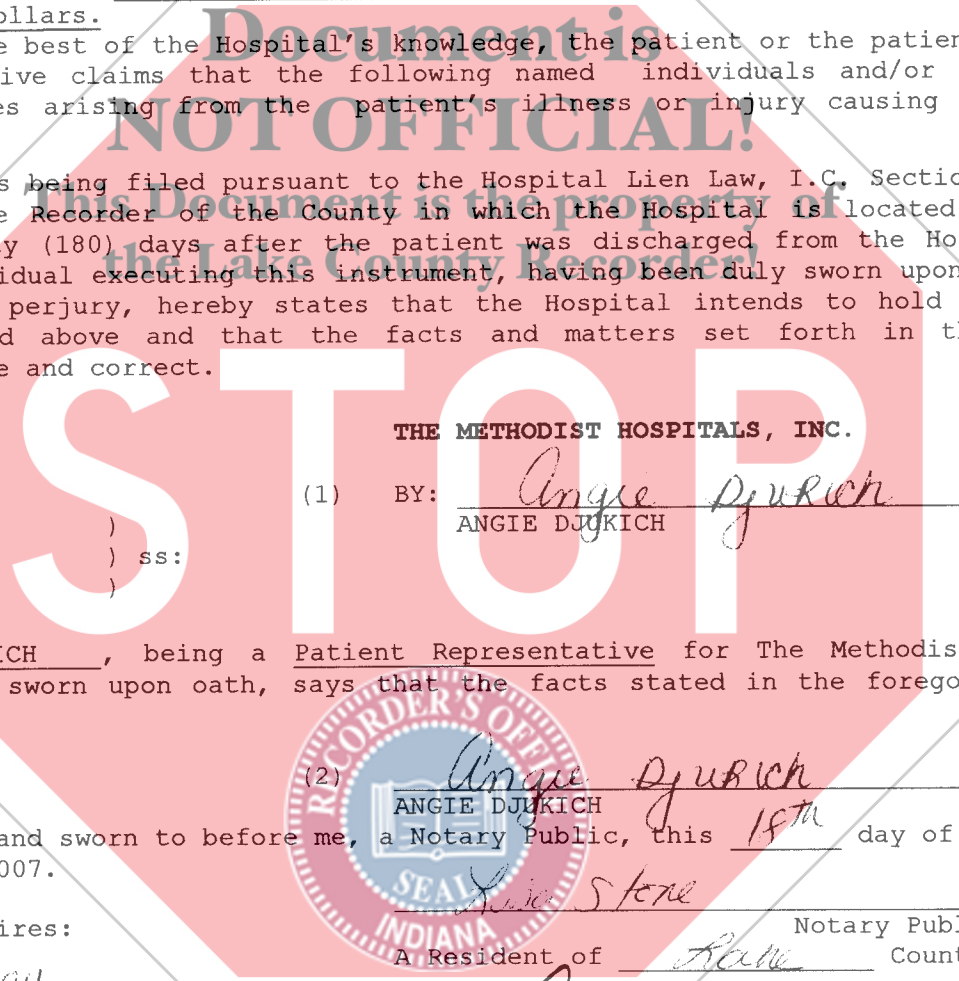 ollars.
Document is
e best of the Hospital's knowledge, the patient or the patien
ive claims that the following named individuals and/or
NOT OFFICIAL!
es arising from the patient's illness or injury causing
s being filed pursuant to the Hospital Lien Law, I.C. Sectio
This Document is the property of
e Recorder of the County in which the Hospital is located
y (180) days after the patient was discharged from the Ho
the Lake County Recorder!
idual executing this instrument, having been duly sworn upon
perjury, hereby states that the Hospital intends to hold
d above and that the facts and matters set forth in t
e and correct.
STOP
THE METHODIST HOSPITALS, INC.
(1) BY: Angie Djukich
ANGIE DJUKICH
)
) ss:
)
ICH , being a Patient Representative for The Methodis
sworn upon oath, says that the facts stated in the forego
(2) Angie Djukich
ANGIE DJUKICH
and sworn to before me, a Notary Public, this 18th day of
007.
RECORDER'S OFFI
SEAL
INDIANA
Stone
ires: Notary Publ
A Resident of Count